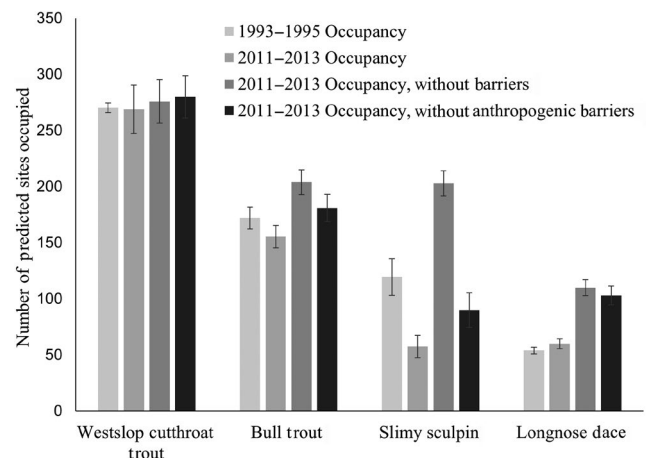 350
300
250
200
150
100
50
0
Number of predicted sites occupied
1993–1995 Occupancy
2011–2013 Occupancy
2011–2013 Occupancy, without barriers
2011–2013 Occupancy, without anthropogenic barriers
Westslop cutthroat
trout
Bull trout
Slimy sculpin
Longnose dace